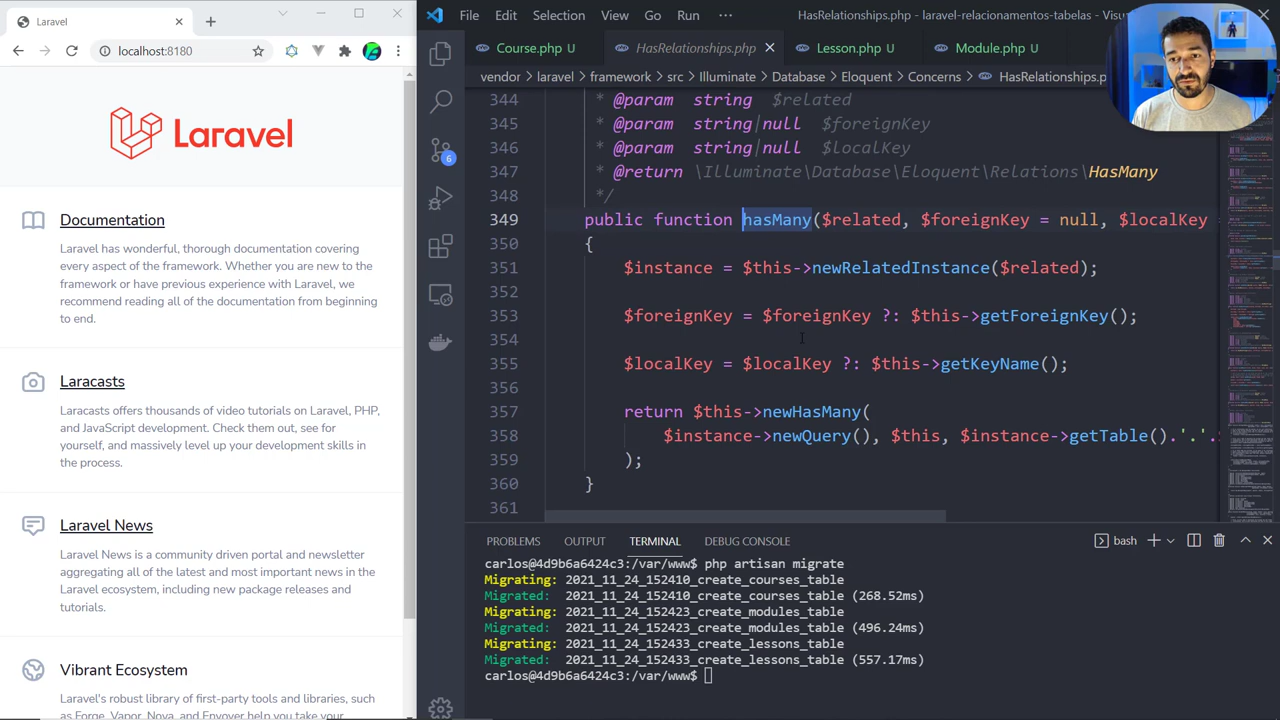 Laravel
localhost:8180
Laravel
Documentation
Laravel has wonderful, thorough documentation covering
every aspect of the framework. Whether you are new to the
framework or have previous experience with Laravel, we
recommend reading all of the documentation from beginning
to end.
Laracasts
Laracasts offers thousands of video tutorials on Laravel, PHP,
and JavaScript development. Check them out, see for
yourself, and massively level up your development skills in
the process.
Laravel News
Laravel News is a community driven portal and newsletter
aggregating all of the latest and most important news in the
Laravel ecosystem, including new package releases and
tutorials.
Vibrant Ecosystem
Laravel's robust library of first-party tools and libraries, such
as Forge, Vapor, Nova, and Envoyer help you take your
File Edit Selection View Go Run ··· HasRelationships.php - laravel-relacionamentos-tabelas - Visu
Course.php HasRelationships.php Lesson.php Module.php
vendor > laravel > framework > src > Illuminate > Database > Eloquent > Concerns > HasRelationships.p
6
344 * @param string $related
345 * @param string|null $foreignKey
346 * @param string|null $localKey
347 * @return \Illuminate\Database\Eloquent\Relations\HasMany
348 */
349 public function hasMany($related, $foreignKey = null, $localKey
350 {
351 $instance = $this->newRelatedInstance($related);
352
353 $foreignKey = $foreignKey ?: $this->getForeignKey();
354
355 $localKey = $localKey ?: $this->getKeyName();
356
357 return $this->newHasMany(
358 $instance->newQuery(), $this, $instance->getTable().'.'.
359 );
360 }
361
PROBLEMS OUTPUT TERMINAL DEBUG CONSOLE bash
carlos@4d9b6a6424c3:/var/www$ php artisan migrate
Migrating: 2021_11_24_152410_create_courses_table
Migrated: 2021_11_24_152410_create_courses_table (268.52ms)
Migrating: 2021_11_24_152423_create_modules_table
Migrated: 2021_11_24_152423_create_modules_table (496.24ms)
Migrating: 2021_11_24_152433_create_lessons_table
Migrated: 2021_11_24_152433_create_lessons_table (557.17ms)
carlos@4d9b6a6424c3:/var/www$